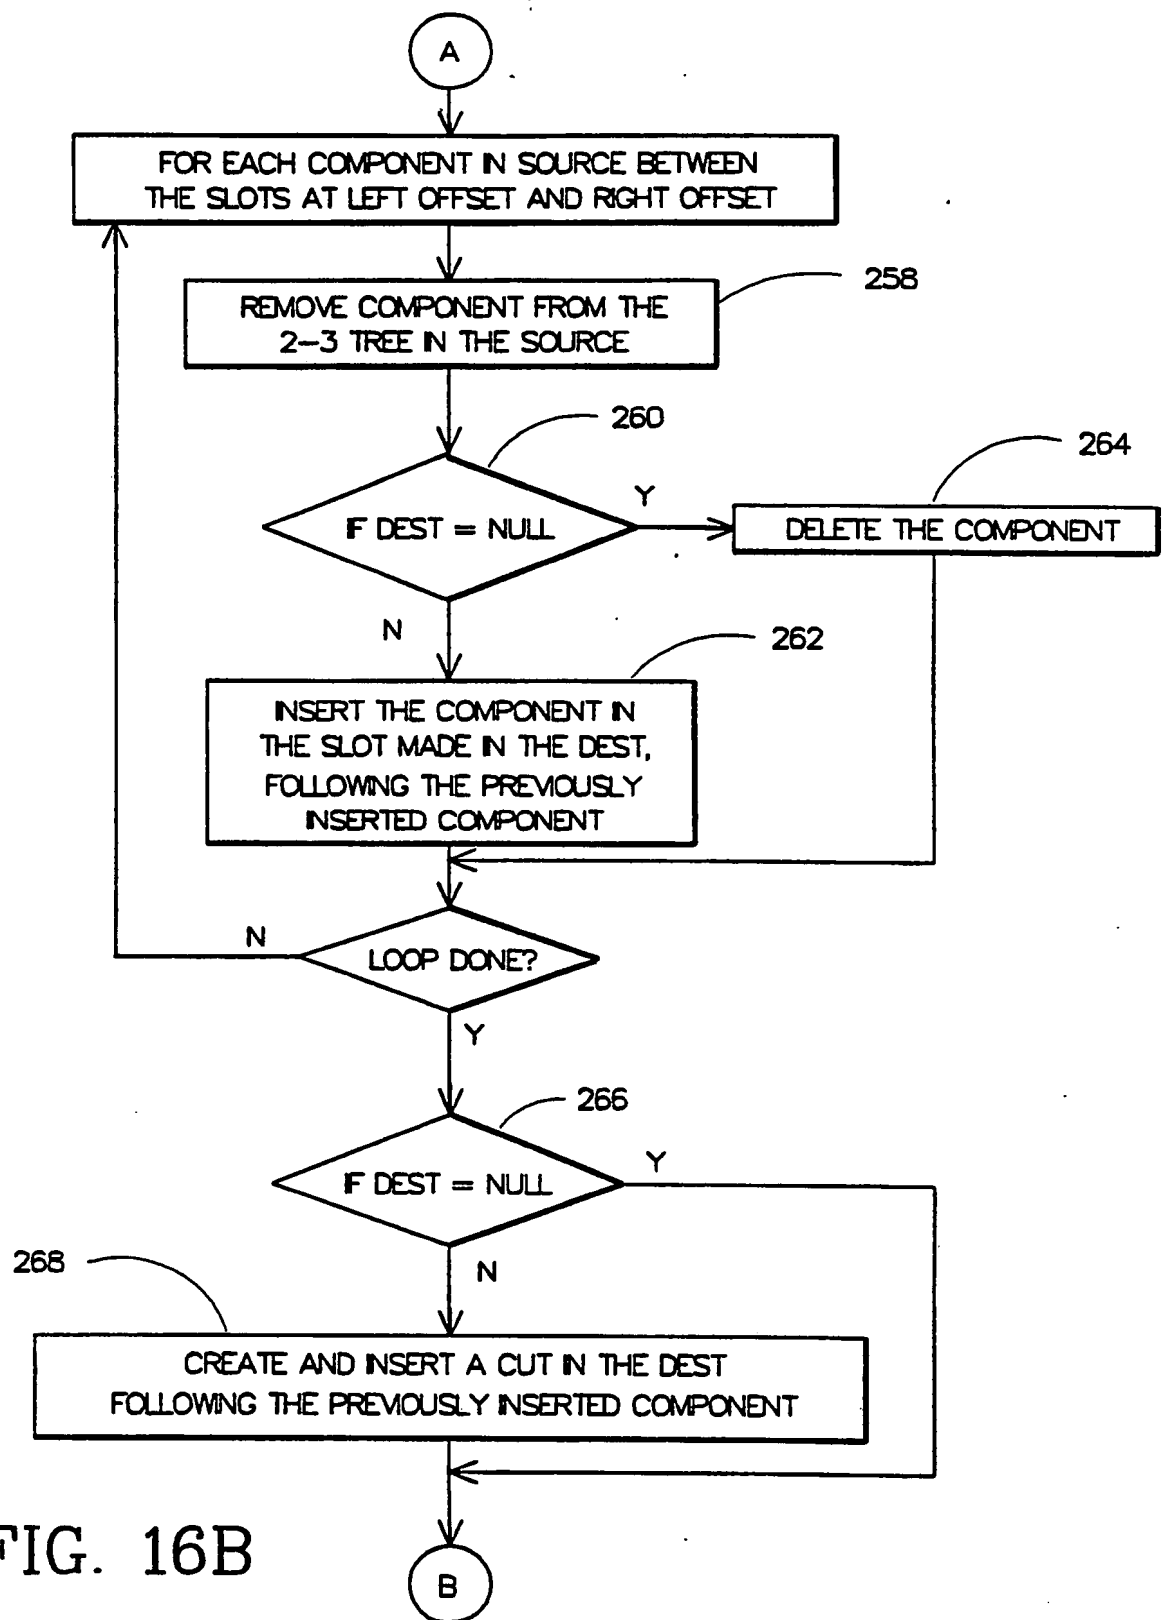 A
FOR EACH COMPONENT IN SOURCE BETWEEN
THE SLOTS AT LEFT OFFSET AND RIGHT OFFSET
258
REMOVE COMPONENT FROM THE
2-3 TREE IN THE SOURCE
260
264
Y
IF DEST = NULL
DELETE THE COMPONENT
N
262
INSERT THE COMPONENT IN
THE SLOT MADE IN THE DEST,
FOLLOWING THE PREVIOUSLY
INSERTED COMPONENT
N
LOOP DONE?
Y
266
Y
IF DEST = NULL
268
N
CREATE AND INSERT A CUT IN THE DEST
FOLLOWING THE PREVIOUSLY INSERTED COMPONENT
FIG. 16B
B